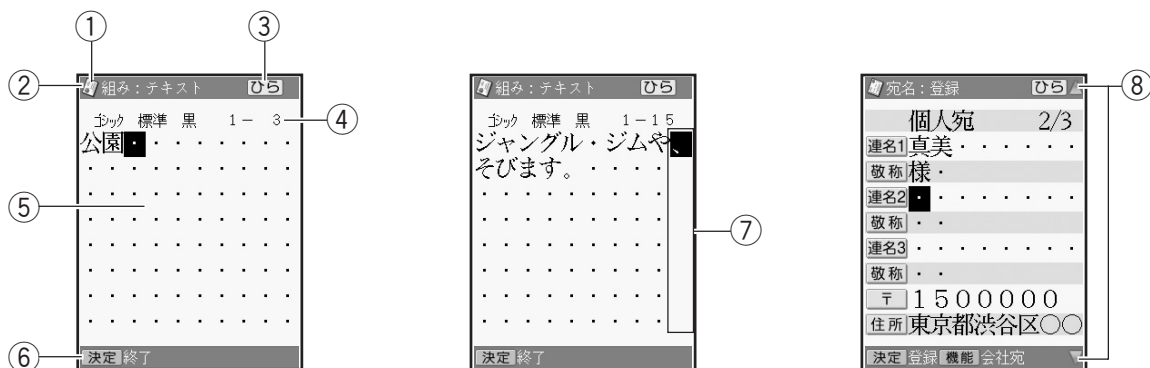 ①
③
②
組み：テキスト ひら
ｺﾞｼｯｸ 標準 黒 1− 3
④
公園
⑤
⑥
決定 終了
組み：テキスト ひら
ｺﾞｼｯｸ 標準 黒 1−15
ジャングル・ジムや、
そびます。
⑦
決定 終了
宛名：登録 ひら
⑧
個人宛 2/3
連名1 真美
敬称 様
連名2
敬称
連名3
敬称
〒 1500000
住所 東京都渋谷区○○
決定 登録 機能 会社宛